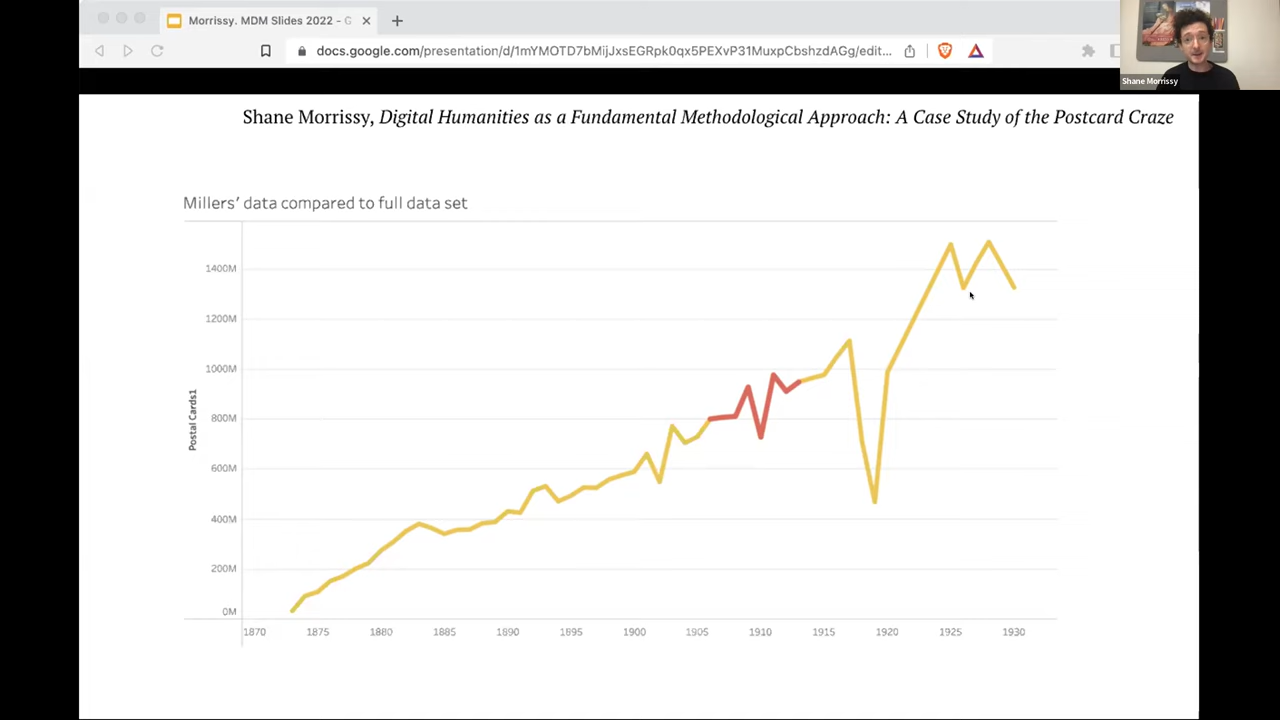 Morrissy. MDM Slides 2022 - G
docs.google.com/presentation/d/1mYMOTD7bMijJxsEGRpk0qx5PEXvP31MuxpCbshzdAGg/edit...
Shane Morrissy
Shane Morrissy, Digital Humanities as a Fundamental Methodological Approach: A Case Study of the Postcard Craze
Millers' data compared to full data set
1400M
1200M
1000M
800M
600M
400M
200M
0M
Postal Cards1
1870 1875 1880 1885 1890 1895 1900 1905 1910 1915 1920 1925 1930